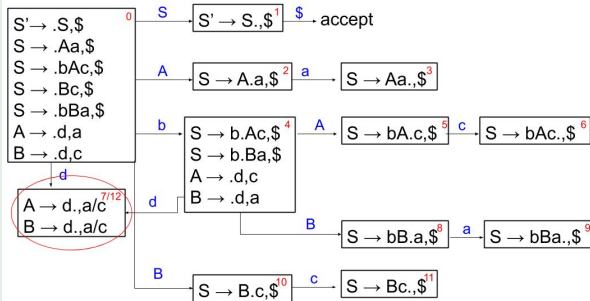 S'→ .S,$ 0
S → .Aa,$
S → .bAc,$
S → .Bc,$
S → .bBa,$
A → .d,a
B → .d,c
S
S' → S.,$ 1
$
accept
A
S → A.a,$ 2
a
S → Aa.,$ 3
b
S → b.Ac,$ 4
S → b.Ba,$
A → .d,c
B → .d,a
A
S → bA.c,$ 5
c
S → bAc.,$ 6
d
7/12
A → d.,a/c
B → d.,a/c
d
B
S → bB.a,$ 8
a
S → bBa.,$ 9
B
S → B.c,$ 10
c
S → Bc.,$ 11